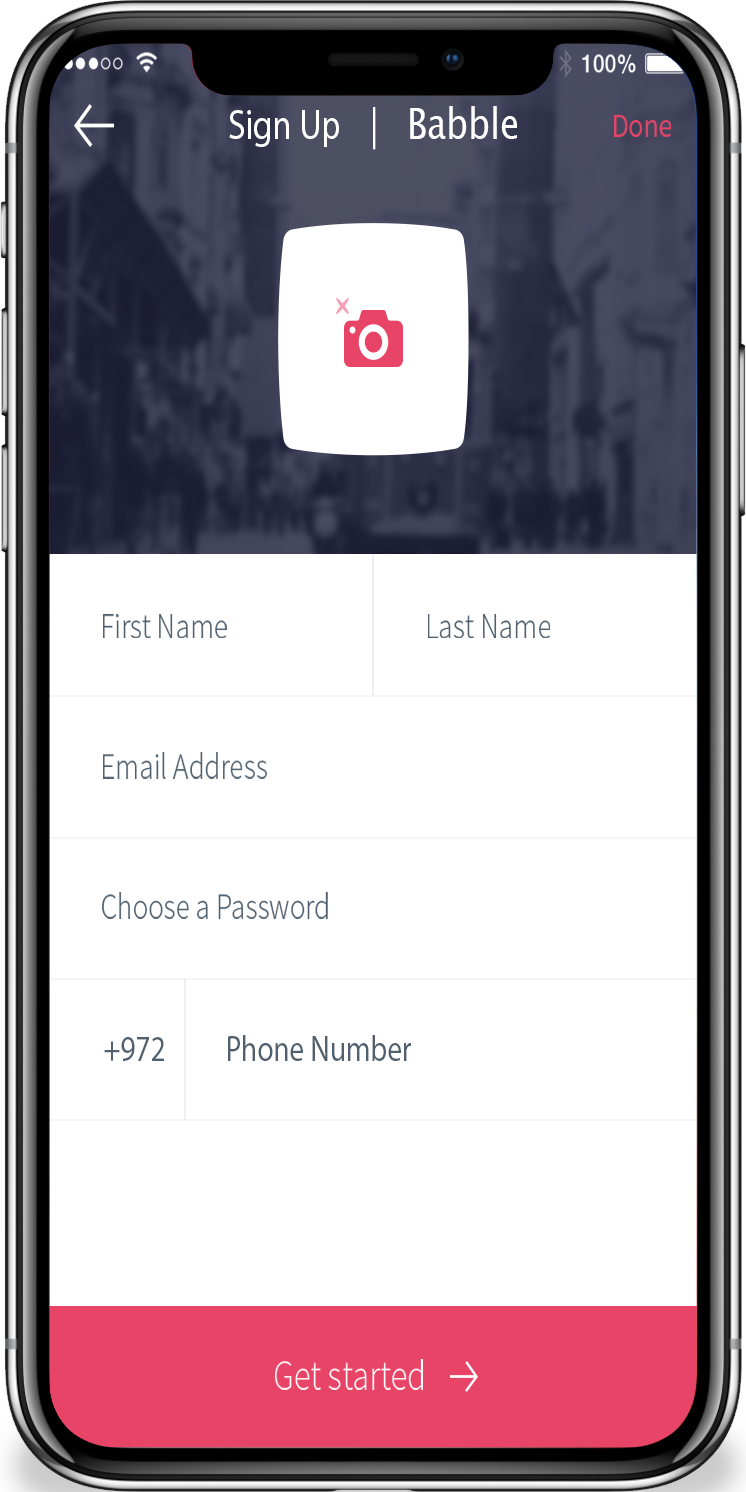 100%
Sign Up | Babble
Done
First Name
Last Name
Email Address
Choose a Password
+972
Phone Number
Get started →